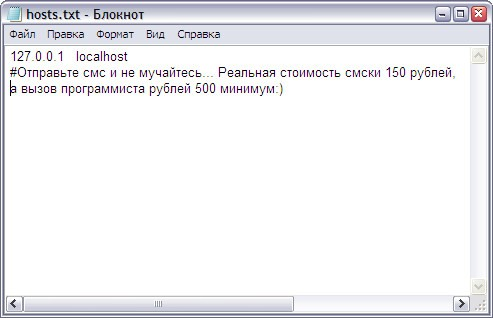 hosts.txt - Блокнот
Файл Правка Формат Вид Справка
127.0.0.1 localhost
#Отправьте смс и не мучайтесь... Реальная стоимость смски 150 рублей,
а вызов программиста рублей 500 минимум:)